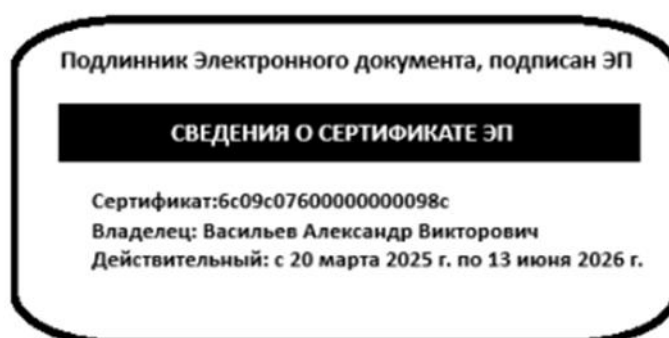 Подлинник Электронного документа, подписан ЭП
СВЕДЕНИЯ О СЕРТИФИКАТЕ ЭП
Сертификат:6c09c07600000000098c
Владелец: Васильев Александр Викторович
Действительный: с 20 марта 2025 г. по 13 июня 2026 г.